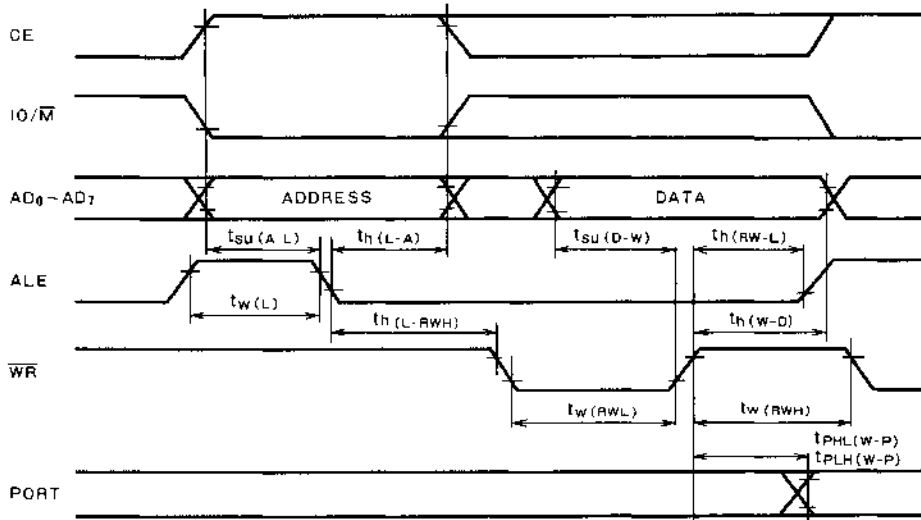 CE
IO/M̅
AD₀~AD₇
ADDRESS
DATA
tsu(A-L)
th(L-A)
tsu(D-W)
th(RW-L)
ALE
tw(L)
th(L-RWH)
th(W-D)
W̅R̅
tw(RWL)
tw(RWH)
tPHL(W-P)
tPLH(W-P)
PORT